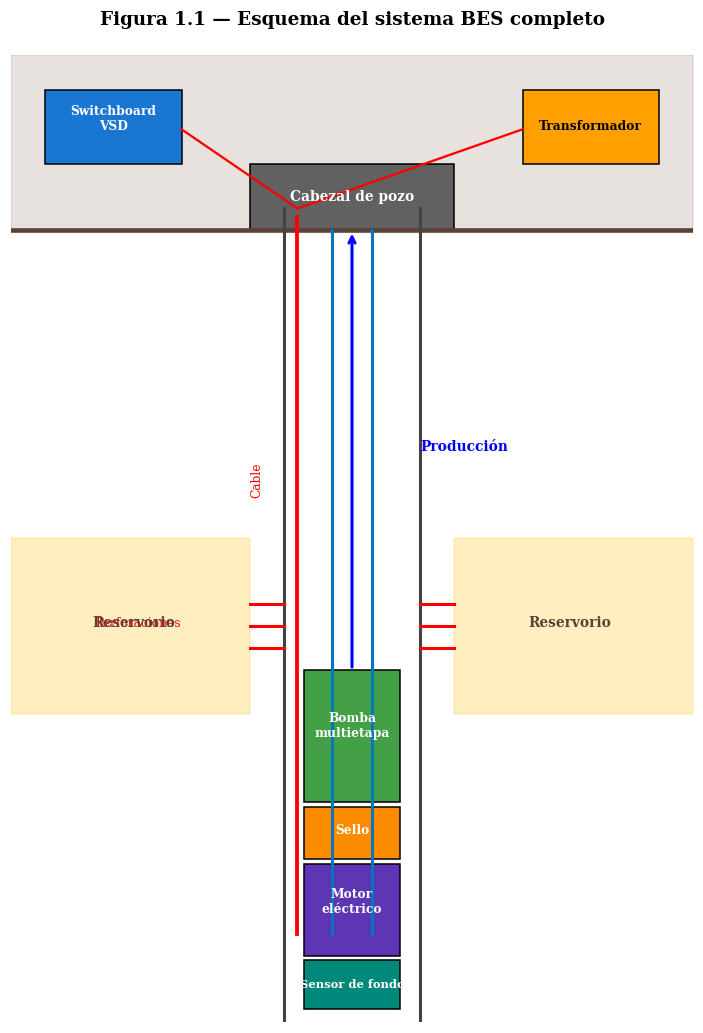 Figura 1.1 — Esquema del sistema BES completo
Switchboard
VSD
Transformador
Cabezal de pozo
Producción
Cable
Reservorio
Perforaciones
Reservorio
Bomba
multietapa
Sello
Motor
eléctrico
Sensor de fondo